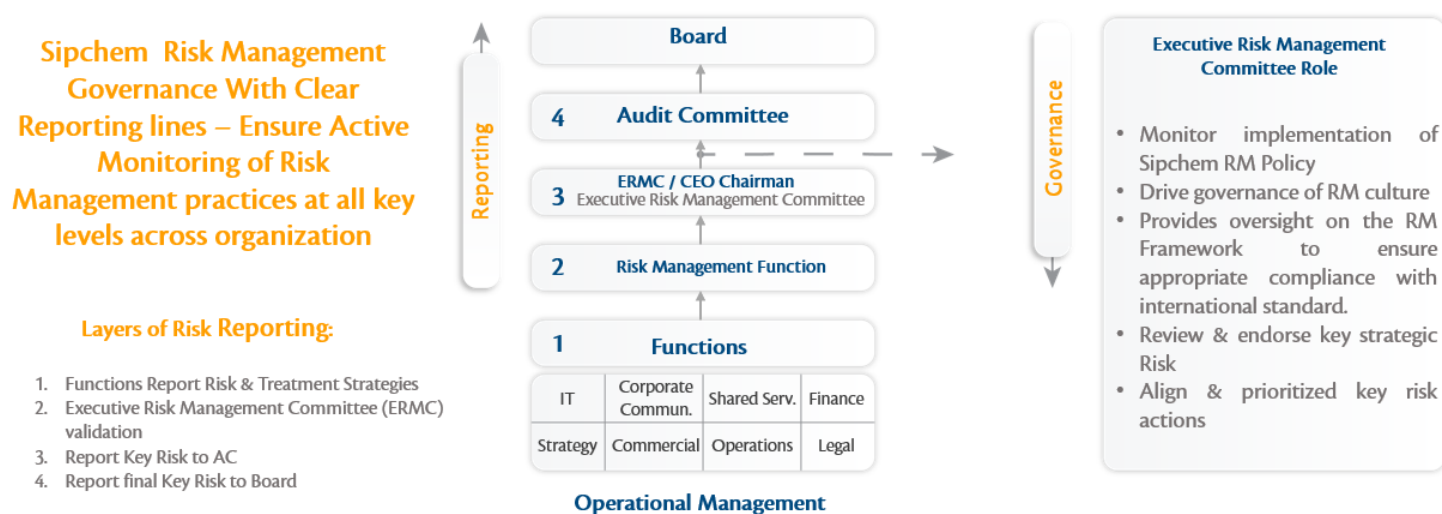 Sipchem Risk Management
Governance With Clear
Reporting lines – Ensure Active
Monitoring of Risk
Management practices at all key
levels across organization
Layers of Risk Reporting:
1. Functions Report Risk & Treatment Strategies
2. Executive Risk Management Committee (ERMC)
validation
3. Report Key Risk to AC
4. Report final Key Risk to Board
Reporting
Board
4 Audit Committee
3 ERMC / CEO Chairman
Executive Risk Management Committee
2 Risk Management Function
1 Functions
IT Corporate Commun. Shared Serv. Finance
Strategy Commercial Operations Legal
Operational Management
Governance
Executive Risk Management
Committee Role
• Monitor implementation of
Sipchem RM Policy
• Drive governance of RM culture
• Provides oversight on the RM
Framework to ensure
appropriate compliance with
international standard.
• Review & endorse key strategic
Risk
• Align & prioritized key risk
actions